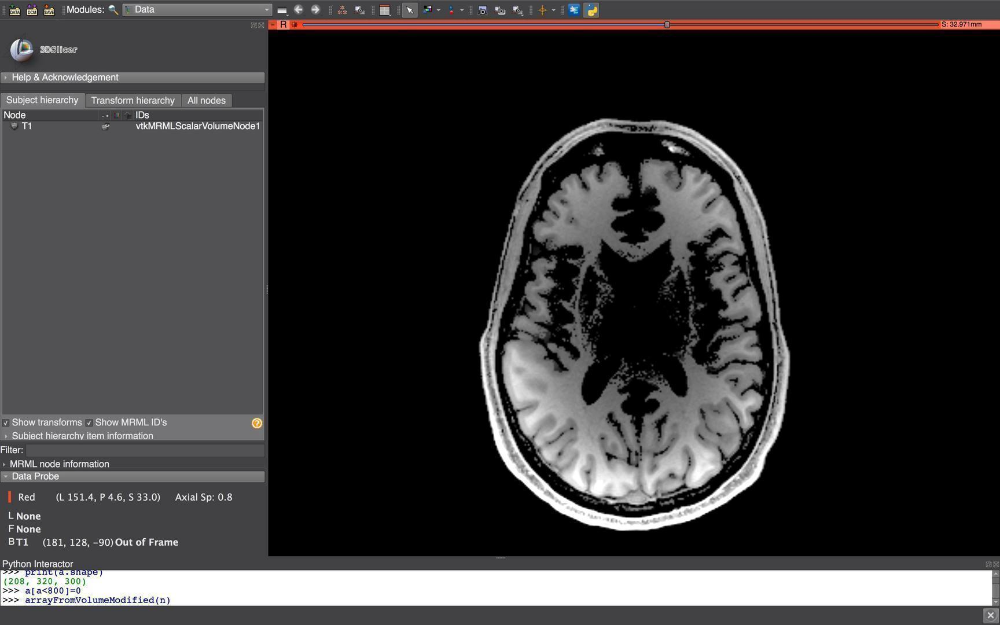 DATA DCM SAVE Modules: Data
R S: 32.971mm
3DSlicer
Help & Acknowledgement
Subject hierarchy Transform hierarchy All nodes
Node IDs
T1 vtkMRMLScalarVolumeNode1
Show transforms Show MRML ID's ?
Subject hierarchy item information
Filter:
MRML node information
Data Probe
Red (L 151.4, P 4.6, S 33.0) Axial Sp: 0.8
L None
F None
B T1 (181, 128, -90) Out of Frame
Python Interactor
>>> print(a.shape)
(208, 320, 300)
>>> a[a<800]=0
>>> arrayFromVolumeModified(n)